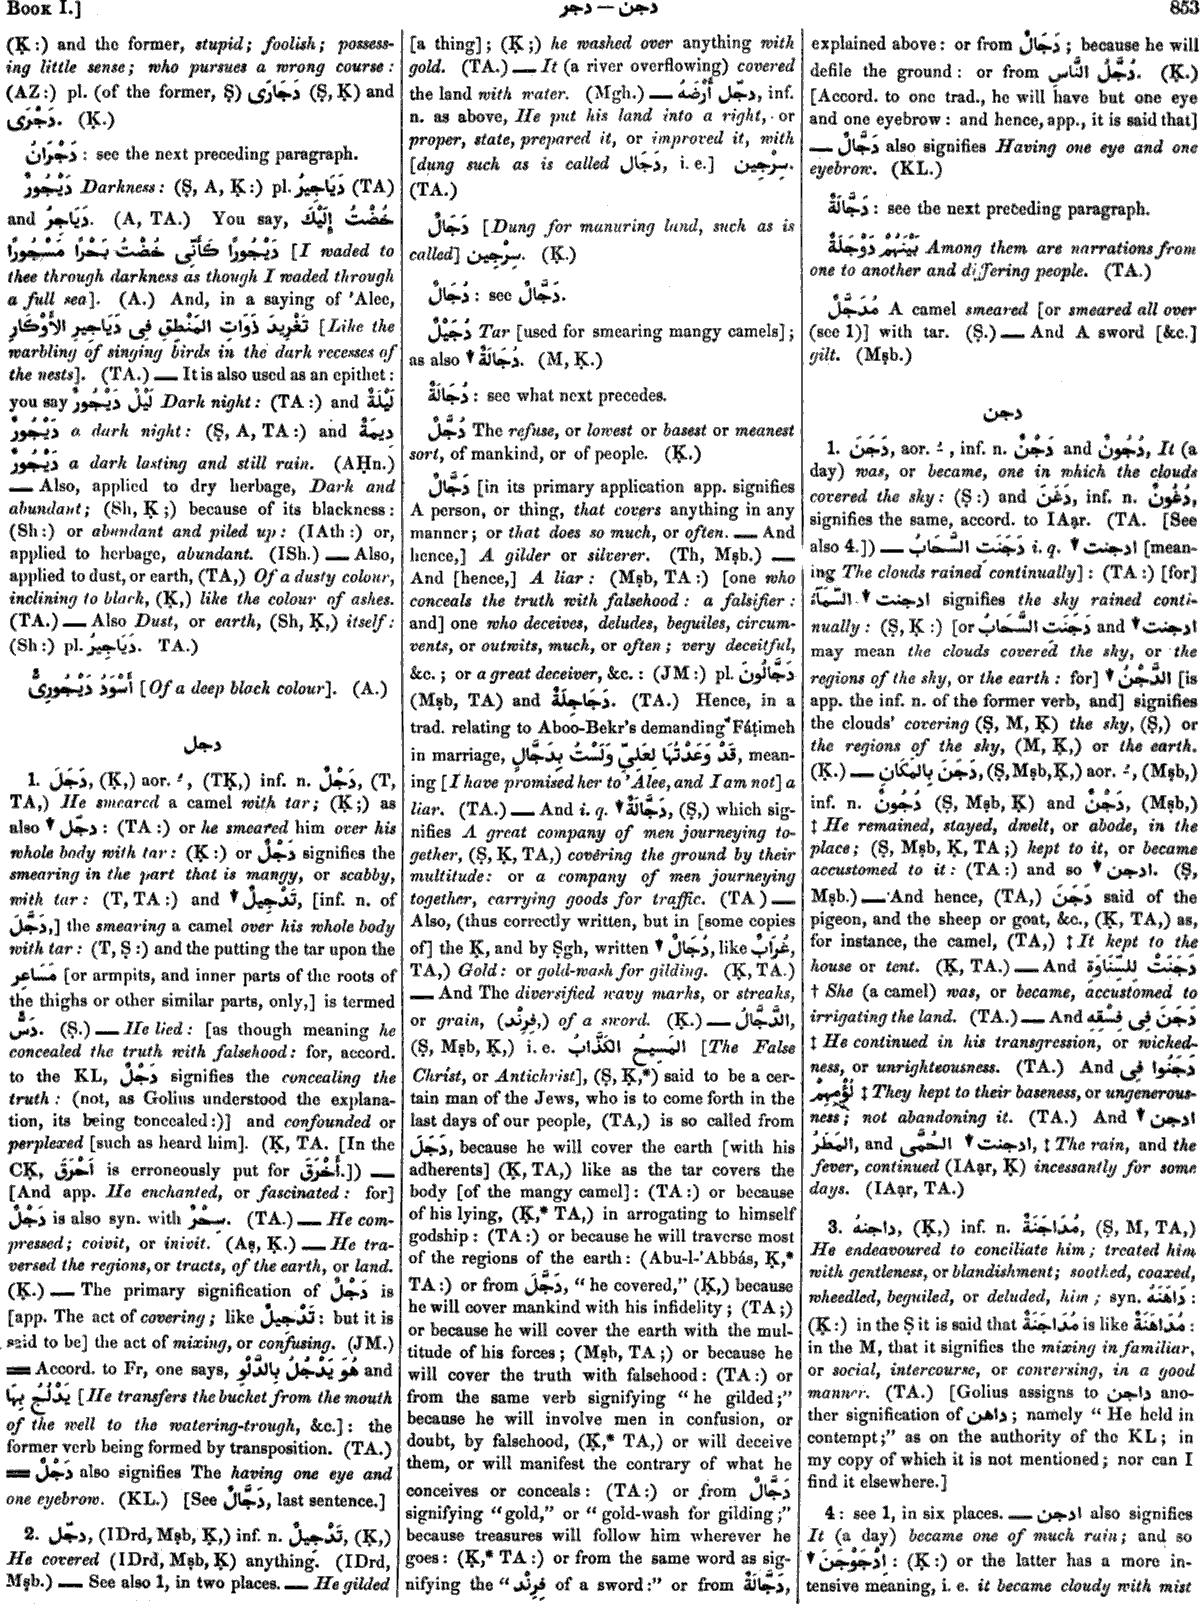 Book I.]
دجر — دجن
853
(Ḳ:) and the former, stupid; foolish; possess-
ing little sense; who pursues a wrong course:
(AZ:) pl. (of the former, Ṣ) دَجَارَى (Ṣ, Ḳ) and
دَجْرَى. (Ḳ.)
دَجْرَانُ: see the next preceding paragraph.
دَيْجُورٌ Darkness: (Ṣ, A, Ḳ:) pl. دَيَاجِيرُ (TA)
and دَيَاجِرُ. (A, TA.) You say, خُضْتُ إِلَيْكَ
دَيْجُورًا كَأَنِّى خُضْتُ بَحْرًا مَسْجُورًا [I waded to
thee through darkness as though I waded through
a full sea]. (A.) And, in a saying of 'Alee,
تَغْرِيدَ ذَوَاتِ المَنْطِقِ فِى دَيَاجِيرِ الأَوْكَارِ [Like the
warbling of singing birds in the dark recesses of
the nests]. (TA.) — It is also used as an epithet:
you say لَيْلٌ دَيْجُورٌ Dark night: (TA:) and لَيْلَةٌ
دَيْجُورٌ a dark night: (Ṣ, A, TA:) and دِيمَةٌ
دَيْجُورٌ a dark lasting and still rain. (AḤn.)
— Also, applied to dry herbage, Dark and
abundant; (Sh, Ḳ;) because of its blackness:
(Sh:) or abundant and piled up: (IAth:) or,
applied to herbage, abundant. (ISh.) — Also,
applied to dust, or earth, (TA,) Of a dusty colour,
inclining to black, (Ḳ,) like the colour of ashes.
(TA.) — Also Dust, or earth, (Sh, Ḳ,) itself:
(Sh:) pl. دَيَاجِيرُ. TA.)
أَسْوَدُ دَيْجُورِىٌّ [Of a deep black colour]. (A.)
دجل
1. دَجَلَ, (Ḳ,) aor. ـُ, (TḲ,) inf. n. دَجْلٌ, (T,
TA,) He smeared a camel with tar; (Ḳ;) as
also ▼ دجّل: (TA:) or he smeared him over his
whole body with tar: (Ḳ:) or دَجْلٌ signifies the
smearing in the part that is mangy, or scabby,
with tar: (T, TA:) and ▼ تَدْجِيلٌ, [inf. n. of
دَجَّلَ,] the smearing a camel over his whole body
with tar: (T, Ṣ:) and the putting the tar upon the
مَسَاعِر [or armpits, and inner parts of the roots of
the thighs or other similar parts, only,] is termed
دَسٌّ. (Ṣ.) — He lied: [as though meaning he
concealed the truth with falsehood: for, accord.
to the KL, دَجْلٌ signifies the concealing the
truth: (not, as Golius understood the explana-
tion, its being concealed:)] and confounded or
perplexed [such as heard him]. (Ḳ, TA. [In the
CḲ, أَحْرَقَ is erroneously put for أَخْرَقَ.]) —
[And app. He enchanted, or fascinated: for]
دَجْلٌ is also syn. with سِحْرٌ. (TA.) — He com-
pressed; coivit, or inivit. (Aṣ, Ḳ.) — He tra-
versed the regions, or tracts, of the earth, or land.
(Ḳ.) — The primary signification of دَجْلٌ is
[app. The act of covering; like تَدْجِيلٌ: but it is
said to be] the act of mixing, or confusing. (JM.)
= Accord. to Fr, one says, هُوَ يَدْجُلُ بِالدَّلْوِ and
يَدْلُجُ بِهَا [He transfers the bucket from the mouth
of the well to the watering-trough, &c.]: the
former verb being formed by transposition. (TA.)
= دَجْلٌ also signifies The having one eye and
one eyebrow. (KL.) [See دَجَّالٌ, last sentence.]
2. دجّل, (IDrd, Mṣb, Ḳ,) inf. n. تَدْجِيلٌ, (Ḳ,)
He covered (IDrd, Mṣb, Ḳ) anything. (IDrd,
Mṣb.) — See also 1, in two places. — He gilded
[a thing]; (Ḳ;) he washed over anything with
gold. (TA.) — It (a river overflowing) covered
the land with water. (Mgh.) — دجّل أَرْضَهُ, inf.
n. as above, He put his land into a right, or
proper, state, prepared it, or improved it, with
[dung such as is called دَجَال, i. e.] سِرْجِين.
(TA.)
دَجَالٌ [Dung for manuring land, such as is
called] سِرْجِين. (Ḳ.)
دُجَالٌ: see دَجَّالٌ.
دُجَيْلٌ Tar [used for smearing mangy camels];
as also ▼ دُجَالَةٌ. (M, Ḳ.)
دُجَالَةٌ: see what next precedes.
دُجَّلٌ The refuse, or lowest or basest or meanest
sort, of mankind, or of people. (Ḳ.)
دَجَّالٌ [in its primary application app. signifies
A person, or thing, that covers anything in any
manner; or that does so much, or often. — And
hence,] A gilder or silverer. (Th, Mṣb.) —
And [hence,] A liar: (Mṣb, TA:) [one who
conceals the truth with falsehood: a falsifier:
and] one who deceives, deludes, beguiles, circum-
vents, or outwits, much, or often; very deceitful,
&c.; or a great deceiver, &c.: (JM:) pl. دَجَّالُونَ
(Mṣb, TA) and دَجَاجِلَةٌ. (TA.) Hence, in a
trad. relating to Aboo-Bekr's demanding Fáṭimeh
in marriage, قَدْ وَعَدْتُهَا لِعَلِىٍّ وَلَسْتُ بِدَجَّالٍ, mean-
ing [I have promised her to 'Alee, and I am not] a
liar. (TA.) — And i. q. ▼ دَجَّالَةٌ, (Ṣ,) which sig-
nifies A great company of men journeying to-
gether, (Ṣ, Ḳ, TA,) covering the ground by their
multitude: or a company of men journeying
together, carrying goods for traffic. (TA) —
Also, (thus correctly written, but in [some copies
of] the Ḳ, and by Ṣgh, written ▼ دُجَالٌ, like غُرَابٌ,
TA,) Gold: or gold-wash for gilding. (Ḳ, TA.)
— And The diversified wavy marks, or streaks,
or grain, (فِرِنْد,) of a sword. (Ḳ.) — الدَّجَّالُ,
(Ṣ, Mṣb, Ḳ,) i. e. المَسِيحُ الكَذَّابُ [The False
Christ, or Antichrist], (Ṣ, Ḳ,*) said to be a cer-
tain man of the Jews, who is to come forth in the
last days of our people, (TA,) is so called from
دَجَلَ, because he will cover the earth [with his
adherents] (Ḳ, TA,) like as the tar covers the
body [of the mangy camel]: (TA:) or because
of his lying, (Ḳ,* TA,) in arrogating to himself
godship: (TA:) or because he will traverse most
of the regions of the earth: (Abu-l-'Abbás, Ḳ,*
TA:) or from دَجَّلَ, "he covered," (Ḳ,) because
he will cover mankind with his infidelity; (TA;)
or because he will cover the earth with the mul-
titude of his forces; (Mṣb, TA;) or because he
will cover the truth with falsehood: (TA:) or
from the same verb signifying "he gilded;"
because he will involve men in confusion, or
doubt, by falsehood, (Ḳ,* TA,) or will deceive
them, or will manifest the contrary of what he
conceives or conceals: (TA:) or from دَجَّالٌ
signifying "gold," or "gold-wash for gilding;"
because treasures will follow him wherever he
goes: (Ḳ,* TA:) or from the same word as sig-
nifying the "فِرِنْد of a sword:" or from دَجَّالَةٌ,
explained above: or from دَجَالٌ; because he will
defile the ground: or from دُجَّلُ النَّاسِ. (Ḳ.)
[Accord. to one trad., he will have but one eye
and one eyebrow: and hence, app., it is said that]
— دَجَّالٌ also signifies Having one eye and one
eyebrow. (KL.)
دَجَّالَةٌ: see the next preceding paragraph.
بَيْنَهُمْ دَوْجَلَةٌ Among them are narrations from
one to another and differing people. (TA.)
مُدَجَّلٌ A camel smeared [or smeared all over
(see 1)] with tar. (Ṣ.) — And A sword [&c.]
gilt. (Mṣb.)
دجن
1. دَجَنَ, aor. ـُ, inf. n. دَجْنٌ and دُجُونٌ, It (a
day) was, or became, one in which the clouds
covered the sky: (Ṣ:) and دَغَنَ, inf. n. دُغُونٌ,
signifies the same, accord. to IAạr. (TA. [See
also 4.]) — دَجَنَت السَّحَابُ i. q. ▼ ادجنت [mean-
ing The clouds rained continually]: (TA:) [for]
ادجنت ▼ السَّمَآءُ signifies the sky rained conti-
nually: (Ṣ, Ḳ:) [or دَجَنت السَّحَابُ and ▼ ادجنت
may mean the clouds covered the sky, or the
regions of the sky, or the earth: for] ▼ الدَّجْنُ [is
app. the inf. n. of the former verb, and] signifies
the clouds' covering (Ṣ, M, Ḳ) the sky, (Ṣ,) or
the regions of the sky, (M, Ḳ,) or the earth.
(Ḳ.) — دَجَنَ بِالمَكَانِ, (Ṣ, Mṣb, Ḳ,) aor. ـُ, (Mṣb,)
inf. n. دُجُونٌ (Ṣ, Mṣb, Ḳ) and دَجْنٌ, (Mṣb,)
‡ He remained, stayed, dwelt, or abode, in the
place; (Ṣ, Mṣb, Ḳ, TA;) kept to it, or became
accustomed to it: (TA:) and so ▼ ادجن. (Ṣ,
Mṣb.) — And hence, (TA,) دَجَنَ said of the
pigeon, and the sheep or goat, &c., (Ḳ, TA,) as,
for instance, the camel, (TA,) ‡ It kept to the
house or tent. (Ḳ, TA.) — And دَجَنَتْ لِلسِّنَاوَةِ
† She (a camel) was, or became, accustomed to
irrigating the land. (TA.) — And دَجَنَ فِى فِسْقِهِ
‡ He continued in his transgression, or wicked-
ness, or unrighteousness. (TA.) And دَجَنُوا فِى
لُؤْمِهِمْ ‡ They kept to their baseness, or ungenerous-
ness; not abandoning it. (TA.) And ▼ ادجن
المَطَرُ, and ادجنت ▼ الحُمَّى, ‡ The rain, and the
fever, continued (IAạr, Ḳ) incessantly for some
days. (IAạr, TA.)
3. داجنهُ, (Ḳ,) inf. n. مُدَاجَنَةٌ, (Ṣ, M, TA,)
He endeavoured to conciliate him; treated him
with gentleness, or blandishment; soothed, coaxed,
wheedled, beguiled, or deluded, him; syn. دَاهَنَهُ:
(Ḳ:) in the Ṣ it is said that مُدَاجَنَةٌ is like مُدَاهَنَةٌ:
in the M, that it signifies the mixing in familiar,
or social, intercourse, or conversing, in a good
manner. (TA.) [Golius assigns to داجن ano-
ther signification of داهن; namely "He held in
contempt;" as on the authority of the KL; in
my copy of which it is not mentioned; nor can I
find it elsewhere.]
4: see 1, in six places. — ادجن also signifies
It (a day) became one of much rain; and so
▼ اِدْجَوْجَنَ: (Ḳ:) or the latter has a more in-
tensive meaning, i. e. it became cloudy with mist